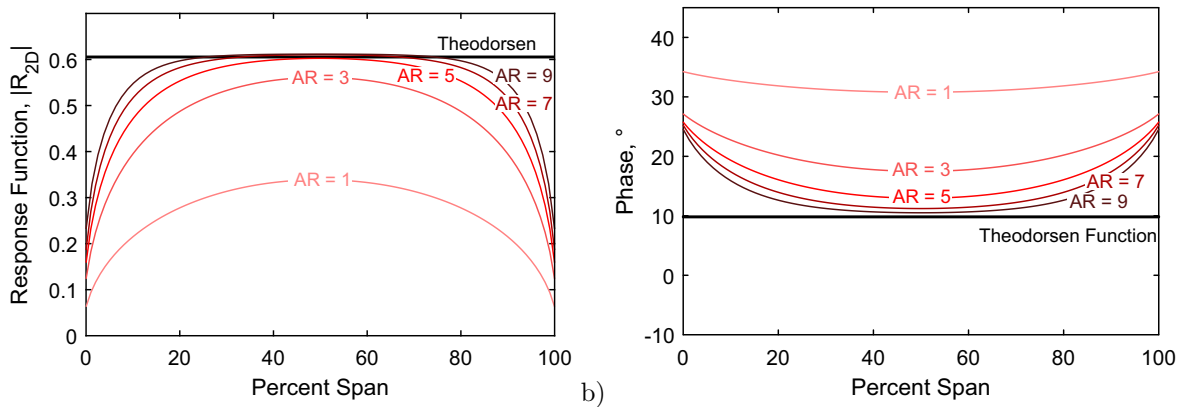 Theodorsen
0.6
0.5
0.4
0.3
0.2
0.1
0
Response Function, |R2D|
AR = 9
AR = 5
AR = 3
AR = 7
AR = 1
0 20 40 60 80 100
Percent Span
b)
40
30
20
10
0
-10
Phase, °
AR = 1
AR = 3
AR = 7
AR = 5
AR = 9
Theodorsen Function
0 20 40 60 80 100
Percent Span